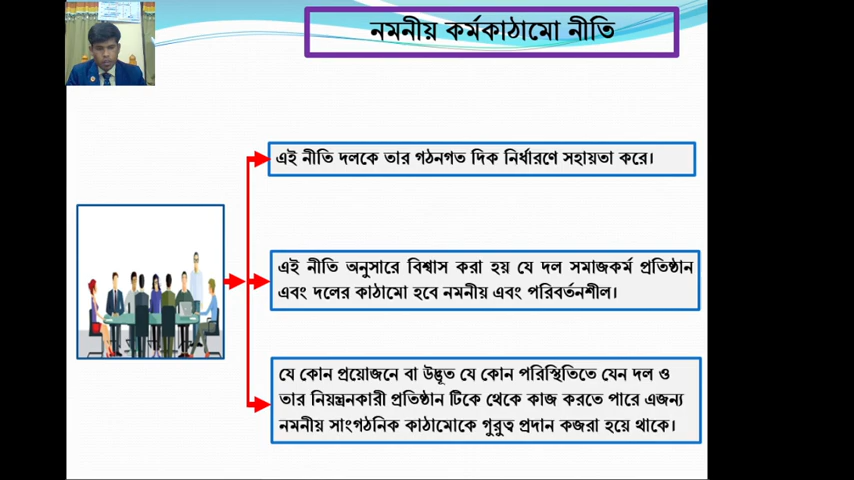 নমনীয় কর্মকাঠামো নীতি
এই নীতি দলকে তার গঠনগত দিক নির্ধারণে সহায়তা করে।
এই নীতি অনুসারে বিশ্বাস করা হয় যে দল সমাজকর্ম প্রতিষ্ঠান
এবং দলের কাঠামো হবে নমনীয় এবং পরিবর্তনশীল।
যে কোন প্রয়োজনে বা উদ্ভূত যে কোন পরিস্থিতিতে যেন দল ও
তার নিয়ন্ত্রনকারী প্রতিষ্ঠান টিকে থেকে কাজ করতে পারে এজন্য
নমনীয় সাংগঠনিক কাঠামোকে গুরুত্ব প্রদান কজরা হয়ে থাকে।